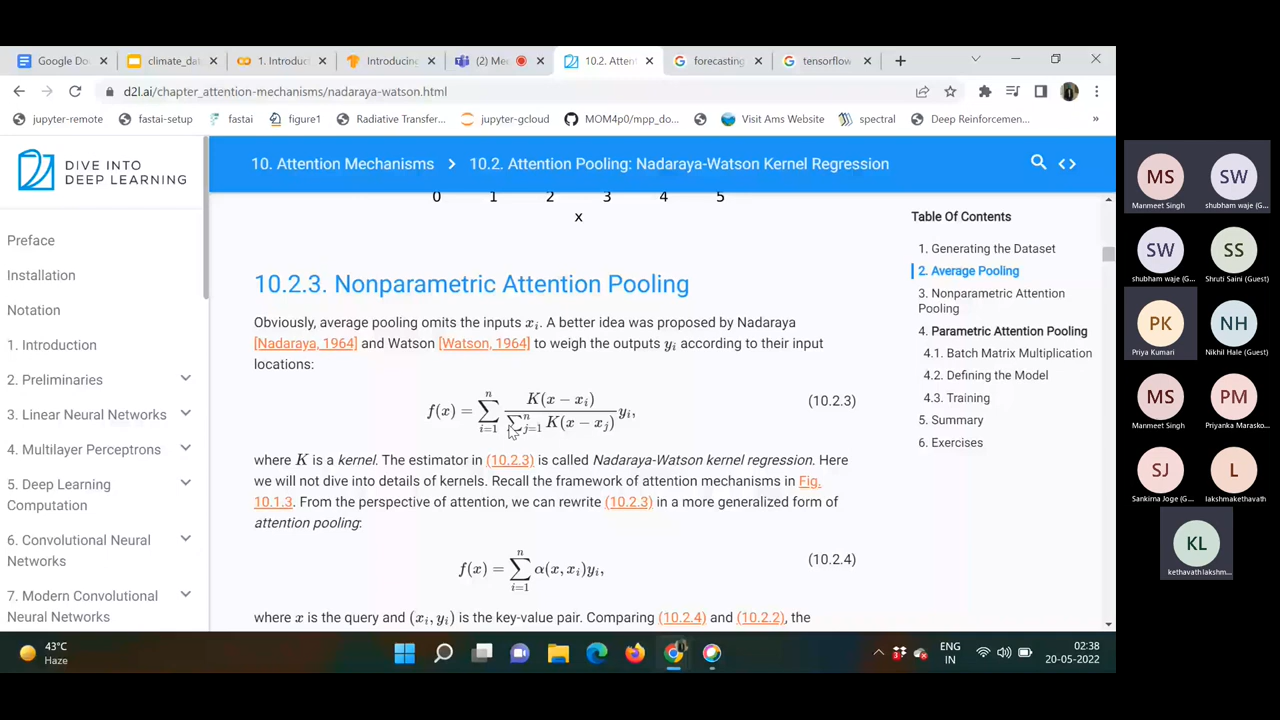 Google Do
climate_da
1. Introduc
Introducin
(2) Me
10.2. Atten
forecasting
tensorflow
d2l.ai/chapter_attention-mechanisms/nadaraya-watson.html
jupyter-remote
fastai-setup
fastai
figure1
Radiative Transfer...
jupyter-gcloud
MOM4p0/mpp_do...
Visit Ams Website
spectral
Deep Reinforcemen...
»
DIVE INTO
DEEP LEARNING
10. Attention Mechanisms > 10.2. Attention Pooling: Nadaraya-Watson Kernel Regression
Preface
Installation
Notation
1. Introduction
2. Preliminaries
3. Linear Neural Networks
4. Multilayer Perceptrons
5. Deep Learning
Computation
6. Convolutional Neural
Networks
7. Modern Convolutional
Neural Networks
0 1 2 3 4 5
x
10.2.3. Nonparametric Attention Pooling
Obviously, average pooling omits the inputs xᵢ. A better idea was proposed by Nadaraya
[Nadaraya, 1964] and Watson [Watson, 1964] to weigh the outputs yᵢ according to their input
locations:
f(x) = ∑ᵢ₌₁ⁿ K(x − xᵢ) / ∑ⱼ₌₁ⁿ K(x − xⱼ) yᵢ, (10.2.3)
where K is a kernel. The estimator in (10.2.3) is called Nadaraya-Watson kernel regression. Here
we will not dive into details of kernels. Recall the framework of attention mechanisms in Fig.
10.1.3. From the perspective of attention, we can rewrite (10.2.3) in a more generalized form of
attention pooling:
f(x) = ∑ᵢ₌₁ⁿ α(x, xᵢ)yᵢ, (10.2.4)
where x is the query and (xᵢ, yᵢ) is the key-value pair. Comparing (10.2.4) and (10.2.2), the
Table Of Contents
1. Generating the Dataset
2. Average Pooling
3. Nonparametric Attention
Pooling
4. Parametric Attention Pooling
4.1. Batch Matrix Multiplication
4.2. Defining the Model
4.3. Training
5. Summary
6. Exercises
MS
Manmeet Singh
SW
shubham waje (G...
SW
shubham waje (G...
SS
Shruti Saini (Guest)
PK
Priya Kumari
NH
Nikhil Hale (Guest)
MS
Manmeet Singh
PM
Priyanka Marasko...
SJ
Sankirna Joge (G...
L
lakshmakethavath
KL
kethavath lakshm...
43°C
Haze
ENG
IN
02:38
20-05-2022